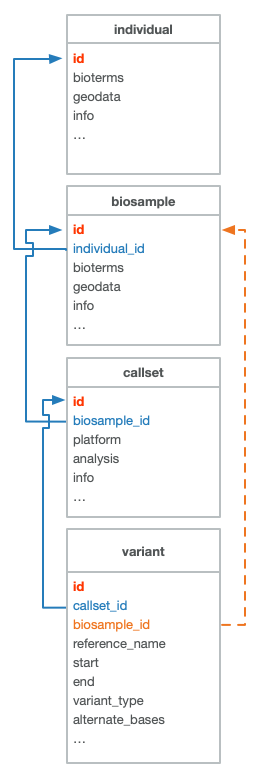 individual
id
bioterms
geodata
info
...
biosample
id
individual_id
bioterms
geodata
info
...
callset
id
biosample_id
platform
analysis
info
...
variant
id
callset_id
biosample_id
reference_name
start
end
variant_type
alternate_bases
...